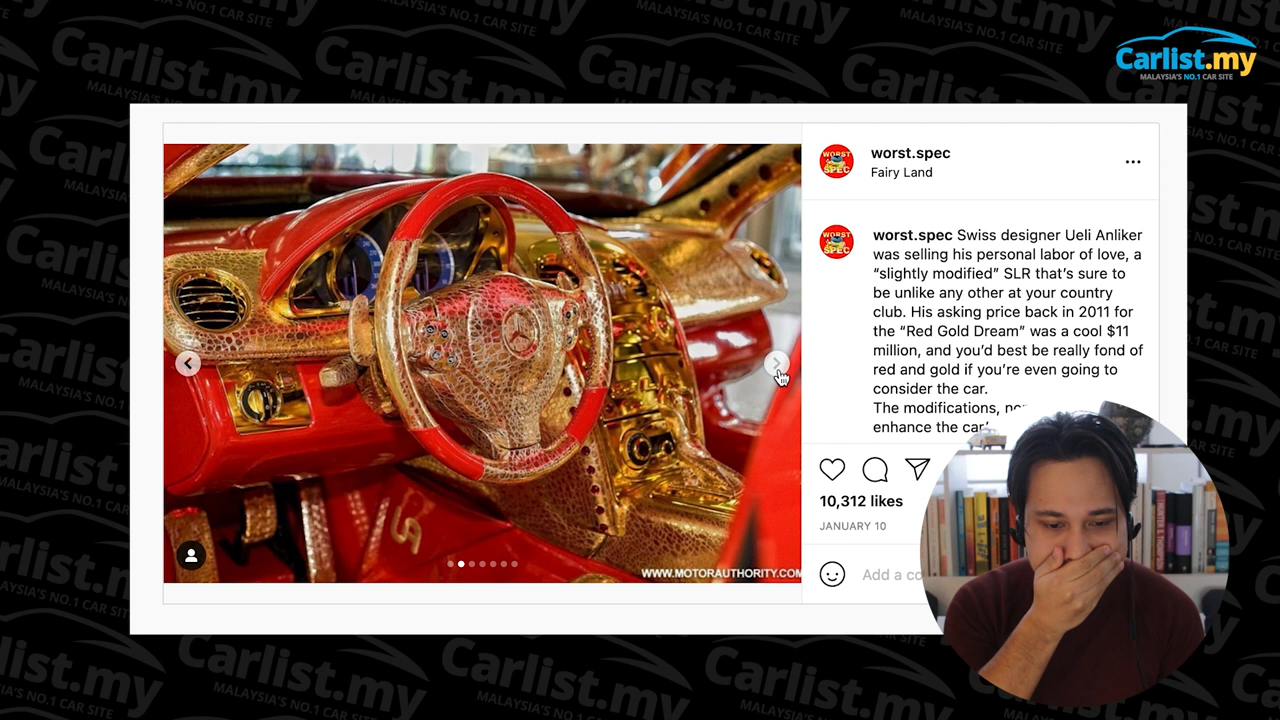 Carlist.my
MALAYSIA'S NO.1 CAR SITE
worst.spec
Fairy Land
WORST
SPEC
worst.spec Swiss designer Ueli Anliker
was selling his personal labor of love, a
“slightly modified” SLR that’s sure to
be unlike any other at your country
club. His asking price back in 2011 for
the “Red Gold Dream” was a cool $11
million, and you’d best be really fond of
red and gold if you’re even going to
consider the car.
The modifications,
enhance the car’
10,312 likes
JANUARY 10
Add a
WWW.MOTORAUTHORITY.COM